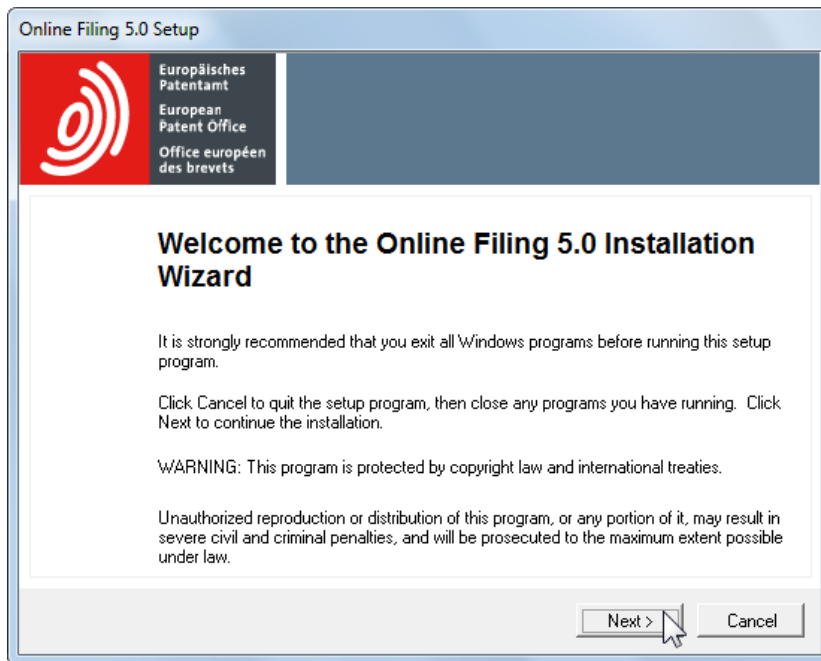 Online Filing 5.0 Setup
Europäisches
Patentamt
European
Patent Office
Office européen
des brevets
Welcome to the Online Filing 5.0 Installation
Wizard
It is strongly recommended that you exit all Windows programs before running this setup
program.
Click Cancel to quit the setup program, then close any programs you have running.  Click
Next to continue the installation.
WARNING: This program is protected by copyright law and international treaties.
Unauthorized reproduction or distribution of this program, or any portion of it, may result in
severe civil and criminal penalties, and will be prosecuted to the maximum extent possible
under law.
Next >
Cancel